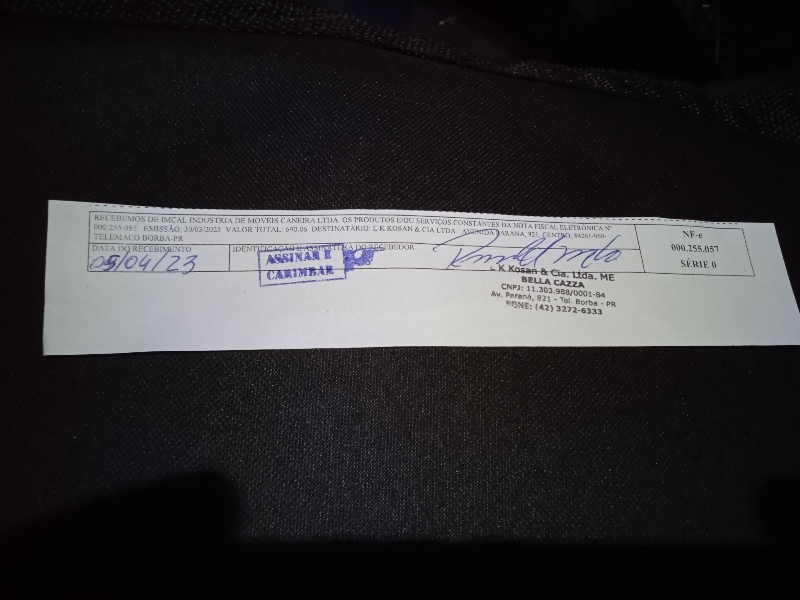 RECEBEMOS DE IMCAL INDUSTRIA DE MOVEIS CANEIRA LTDA OS PRODUTOS E/OU SERVIÇOS CONSTANTES DA NOTA FISCAL ELETRÔNICA Nº
000.255.057 EMISSÃO: 30/03/2023 VALOR TOTAL: 690,06 DESTINATÁRIO: L K KOSAN & CIA LTDA AVENIDA PARANA, 821, CENTRO, 84261-060-
TELEMACO BORBA-PR
DATA DO RECEBIMENTO
05/04/23
IDENTIFICAÇÃO E ASSINATURA DO RECEBEDOR
ASSINAR E
CARIMBAR
L K Kosan & Cia. Ltda. ME
BELLA CAZZA
CNPJ: 11.303.988/0001-84
Av. Paraná, 821 - Tel. Borba - PR
FONE: (42) 3272-6333
NF-e
000.255.057
SÉRIE 0